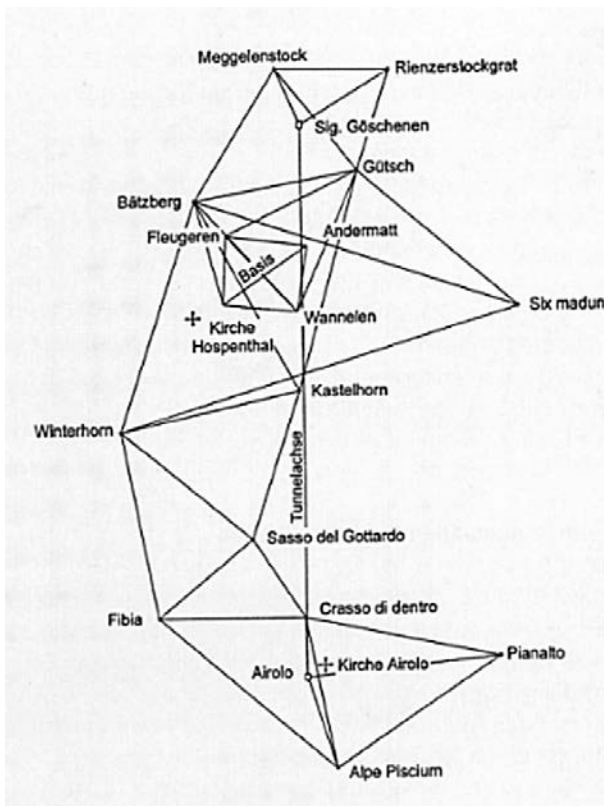 Meggelenstock
Rienzerstockgrat
Sig. Göschenen
Gütsch
Bätzberg
Fleugeren
Andermatt
Basis
Six madun
Wannelen
Kirche
Hospenthal
Kastelhorn
Winterhorn
Tunnelachse
Sasso del Gottardo
Fibia
Crasso di dentro
Pianalto
Airolo
Kirche Airolo
Alpe Piscium